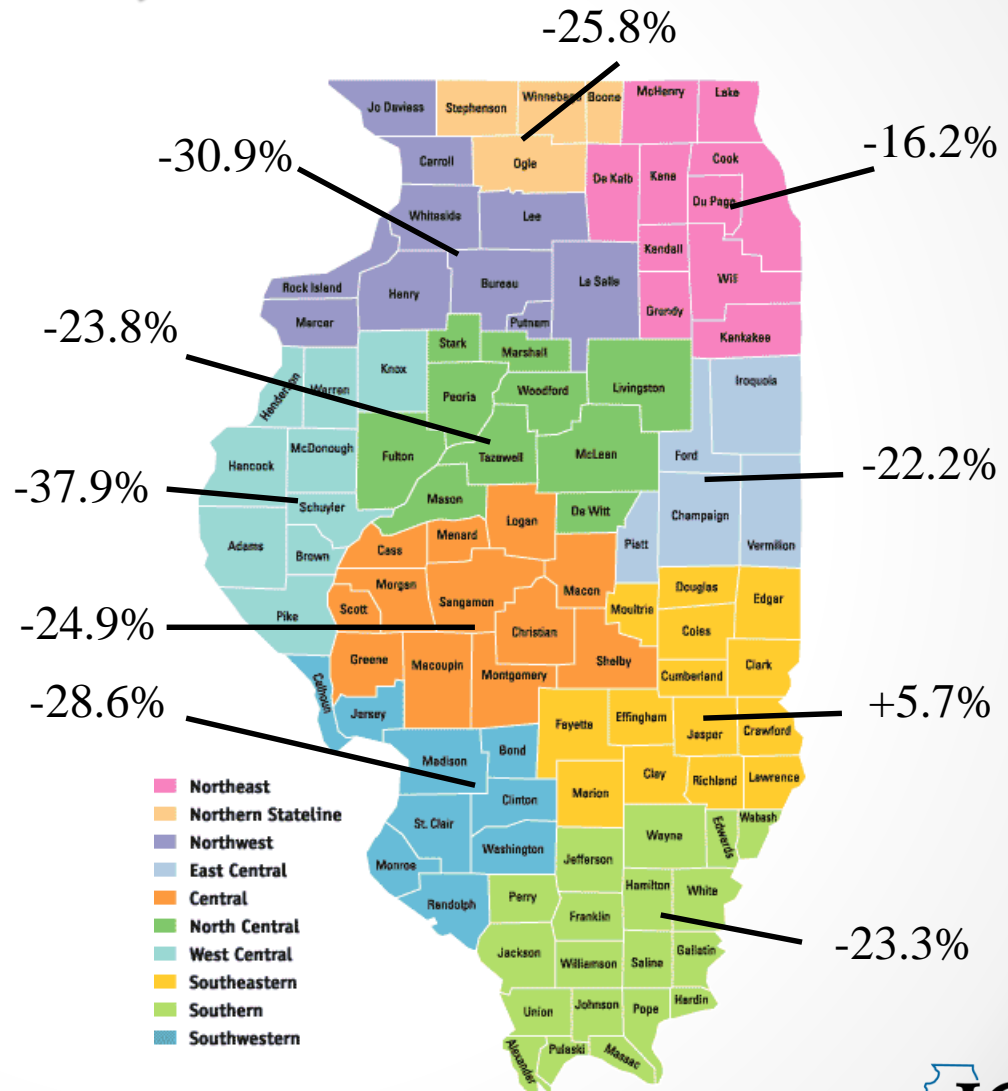 -25.8%
Jo Daviess
Stephenson
Winnebago
Boone
McHenry
Lake
-30.9%
Carroll
Ogle
De Kalb
Kane
Cook
Du Page
-16.2%
Whiteside
Lee
Kendall
Will
Rock Island
Henry
Bureau
La Salle
Grundy
Mercer
Putnam
Kankakee
-23.8%
Stark
Marshall
Knox
Henderson
Warren
Peoria
Woodford
Livingston
Iroquois
McDonough
Hancock
Fulton
Tazewell
McLean
Ford
-22.2%
-37.9%
Schuyler
Mason
Logan
De Witt
Champaign
Adams
Brown
Cass
Menard
Piatt
Vermilion
Morgan
Macon
Douglas
Edgar
Scott
Sangamon
Moultrie
Pike
-24.9%
Christian
Coles
Greene
Macoupin
Montgomery
Shelby
Cumberland
Clark
Calhoun
-28.6%
Jersey
Fayette
Effingham
Jasper
Crawford
+5.7%
Madison
Bond
Clay
Richland
Lawrence
Clinton
Marion
St. Clair
Wabash
Washington
Wayne
Edwards
Monroe
Jefferson
Randolph
Perry
Hamilton
White
Franklin
-23.3%
Jackson
Williamson
Saline
Gallatin
Union
Johnson
Pope
Hardin
Alexander
Pulaski
Massac
Northeast
Northern Stateline
Northwest
East Central
Central
North Central
West Central
Southeastern
Southern
Southwestern